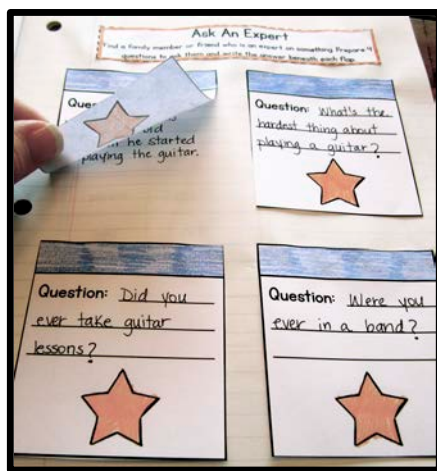 Ask An Expert
Find a family member or friend who is an expert on something. Prepare 4
questions to ask them and write the answer beneath each flap.
Question: What's the
hardest thing about
playing a guitar?
he started
playing the guitar.
Question: Did you
ever take guitar
lessons?
Question: Were you
ever in a band?